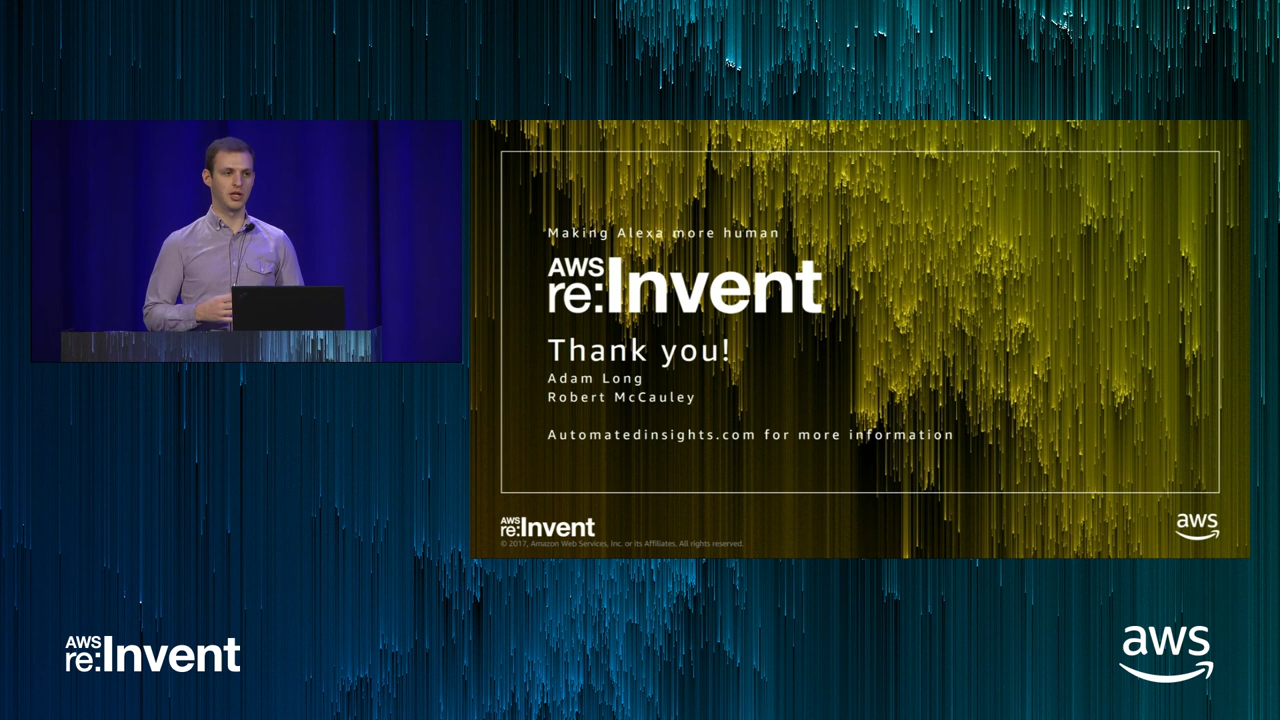 Making Alexa more human
AWS
re:Invent
Thank you!
Adam Long
Robert McCauley
Automatedinsights.com for more information
AWS
re:Invent
aws
© 2017, Amazon Web Services, Inc. or its Affiliates. All rights reserved.
AWS
re:Invent
aws